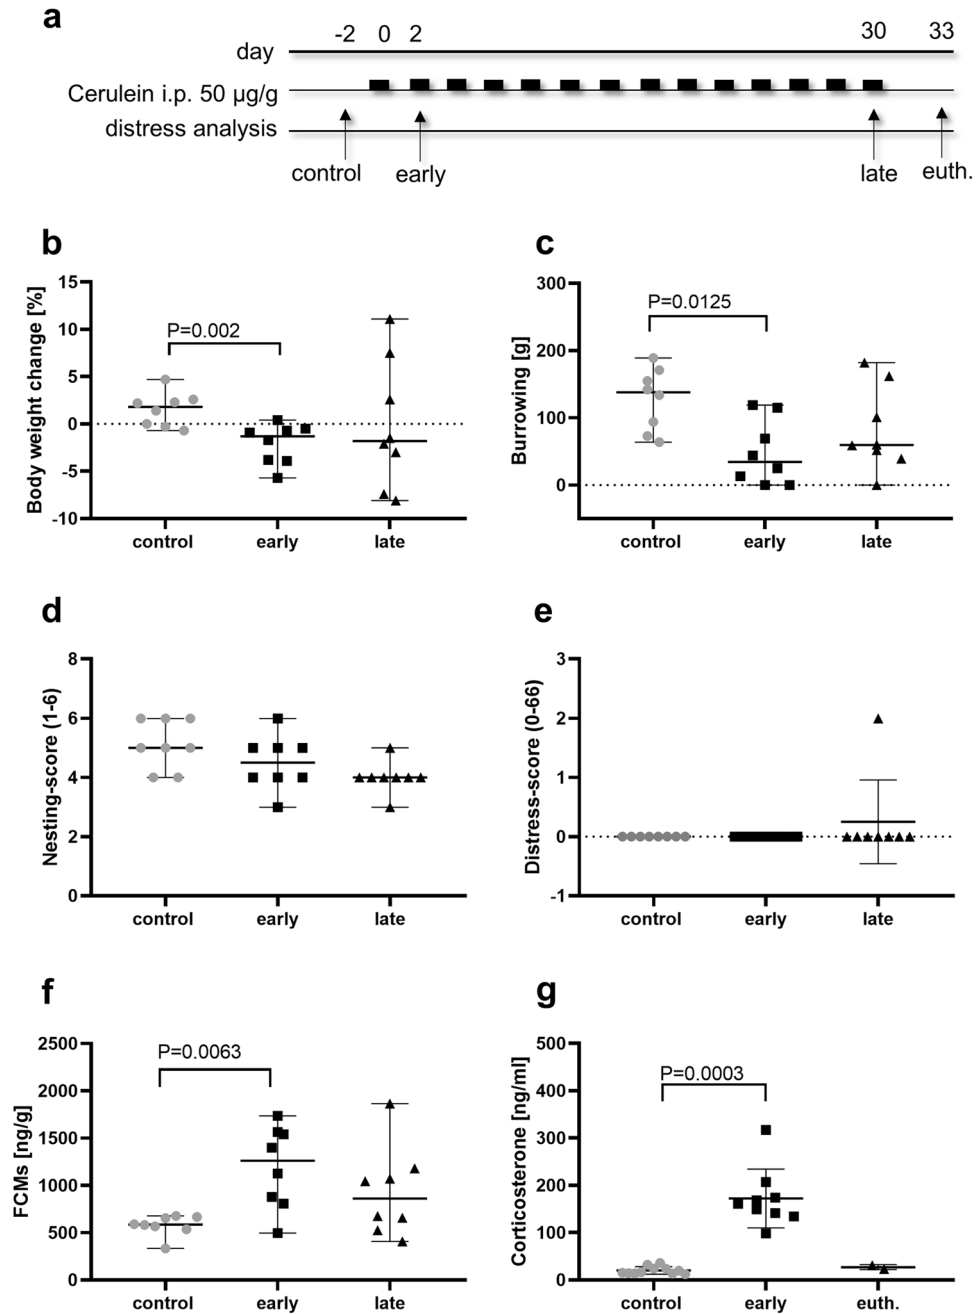 a
-2 0 2 30 33
day
Cerulein i.p. 50 µg/g
distress analysis
control early late euth.
b
Body weight change [%]
15
10
5
0
-5
-10
P=0.002
control early late
c
Burrowing [g]
300
200
100
0
P=0.0125
control early late
d
Nesting-score (1-6)
8
6
4
2
0
control early late
e
Distress-score (0-66)
3
2
1
0
-1
control early late
f
FCMs [ng/g]
2500
2000
1500
1000
500
0
P=0.0063
control early late
g
Corticosterone [ng/ml]
500
400
300
200
100
0
P=0.0003
control early euth.